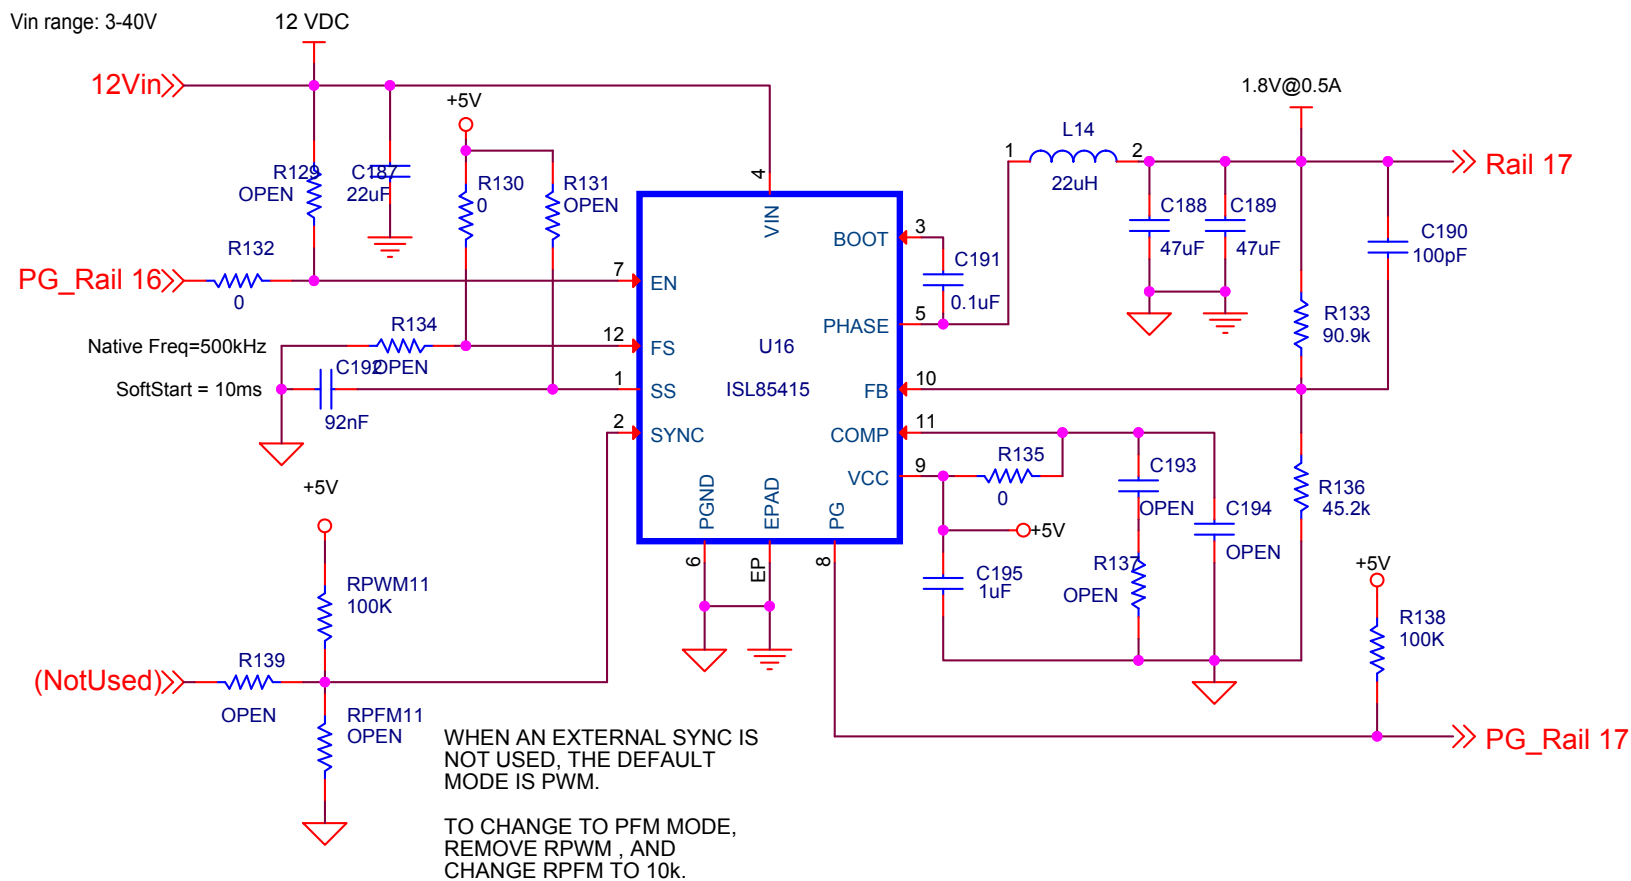 Vin range: 3-40V
12 VDC
12Vin
+5V
1.8V@0.5A
R129
OPEN
C187
22uF
R130
0
R131
OPEN
4
VIN
1
L14
2
22uH
Rail 17
C188
47uF
C189
47uF
C190
100pF
R132
0
PG_Rail 16
7
EN
BOOT
3
C191
0.1uF
PHASE
5
R134
OPEN
12
FS
Native Freq=500kHz
U16
ISL85415
R133
90.9k
C192
92nF
SoftStart = 10ms
1
SS
FB
10
2
SYNC
COMP
11
VCC
9
R135
0
C193
OPEN
C194
OPEN
R136
45.2k
+5V
PGND
EPAD
PG
6
EP
8
+5V
C195
1uF
R137
OPEN
+5V
R138
100K
RPWM11
100K
R139
OPEN
(NotUsed)
RPFM11
OPEN
PG_Rail 17
WHEN AN EXTERNAL SYNC IS
NOT USED, THE DEFAULT
MODE IS PWM.
TO CHANGE TO PFM MODE,
REMOVE RPWM , AND
CHANGE RPFM TO 10k.